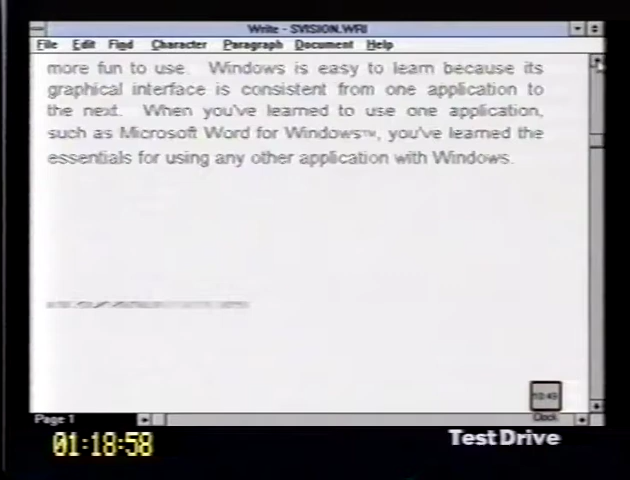 Write - SVISION.WRI
File Edit Find Character Paragraph Document Help
more fun to use. Windows is easy to learn because its
graphical interface is consistent from one application to
the next. When you've learned to use one application,
such as Microsoft Word for Windows™, you've learned the
essentials for using any other application with Windows.
10:49
Clock
Page 1
01:18:58
TestDrive